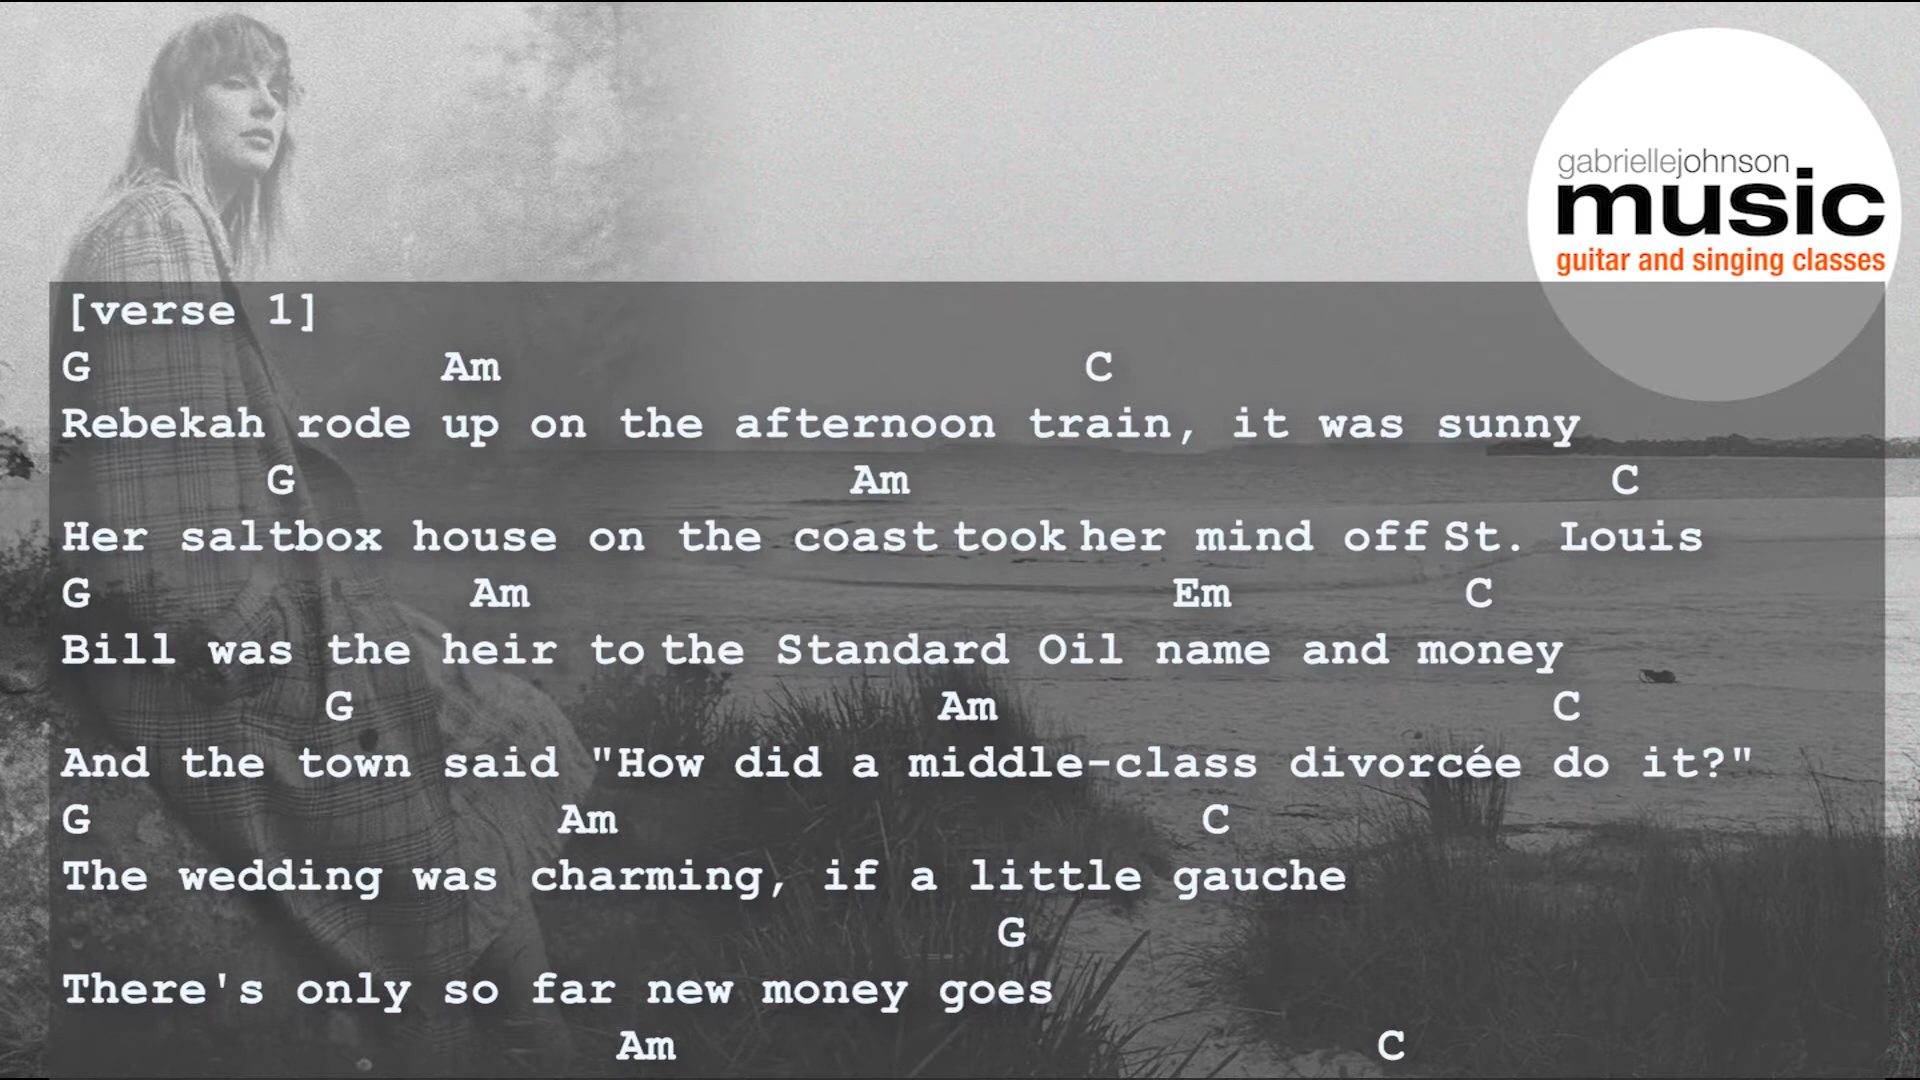 gabriellejohnson
music
guitar and singing classes
[verse 1]
G Am C
Rebekah rode up on the afternoon train, it was sunny
G Am C
Her saltbox house on the coast took her mind off St. Louis
G Am Em C
Bill was the heir to the Standard Oil name and money
G Am C
And the town said "How did a middle-class divorcée do it?"
G Am C
The wedding was charming, if a little gauche
G
There's only so far new money goes
Am C